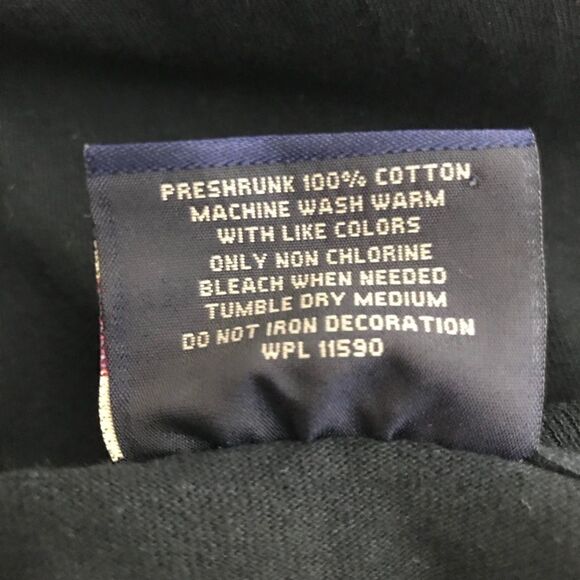 PRESHRUNK 100% COTTON
MACHINE WASH WARM
WITH LIKE COLORS
ONLY NON CHLORINE
BLEACH WHEN NEEDED
TUMBLE DRY MEDIUM
DO NOT IRON DECORATION
WPL 11590